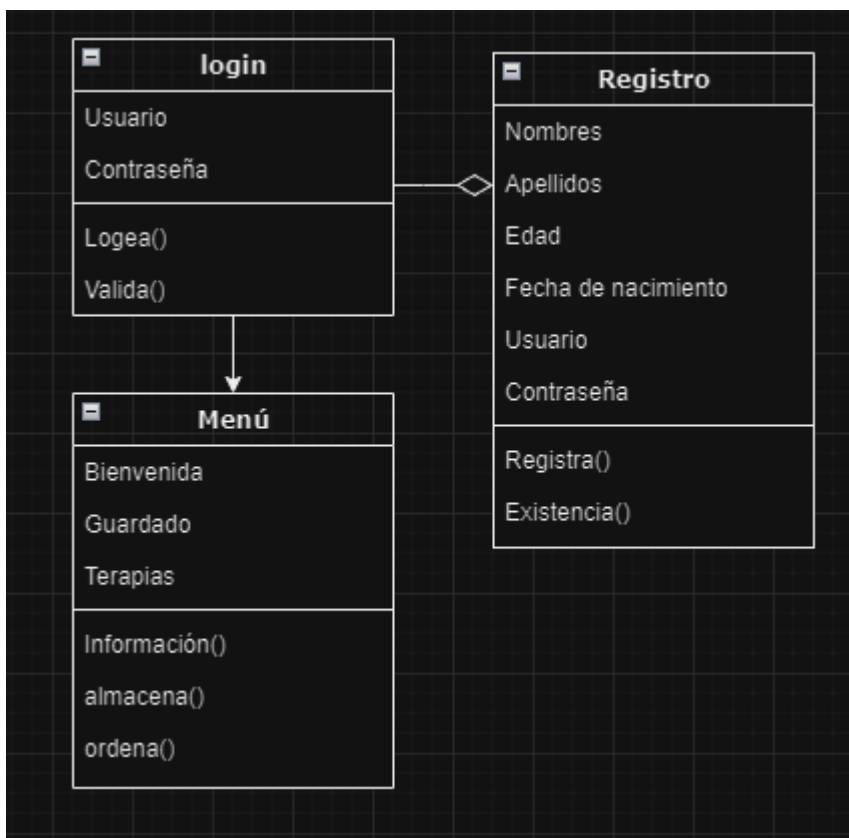 login
Usuario
Contraseña
Logea()
Valida()
Registro
Nombres
Apellidos
Edad
Fecha de nacimiento
Usuario
Contraseña
Registra()
Existencia()
Menú
Bienvenida
Guardado
Terapias
Información()
almacena()
ordena()